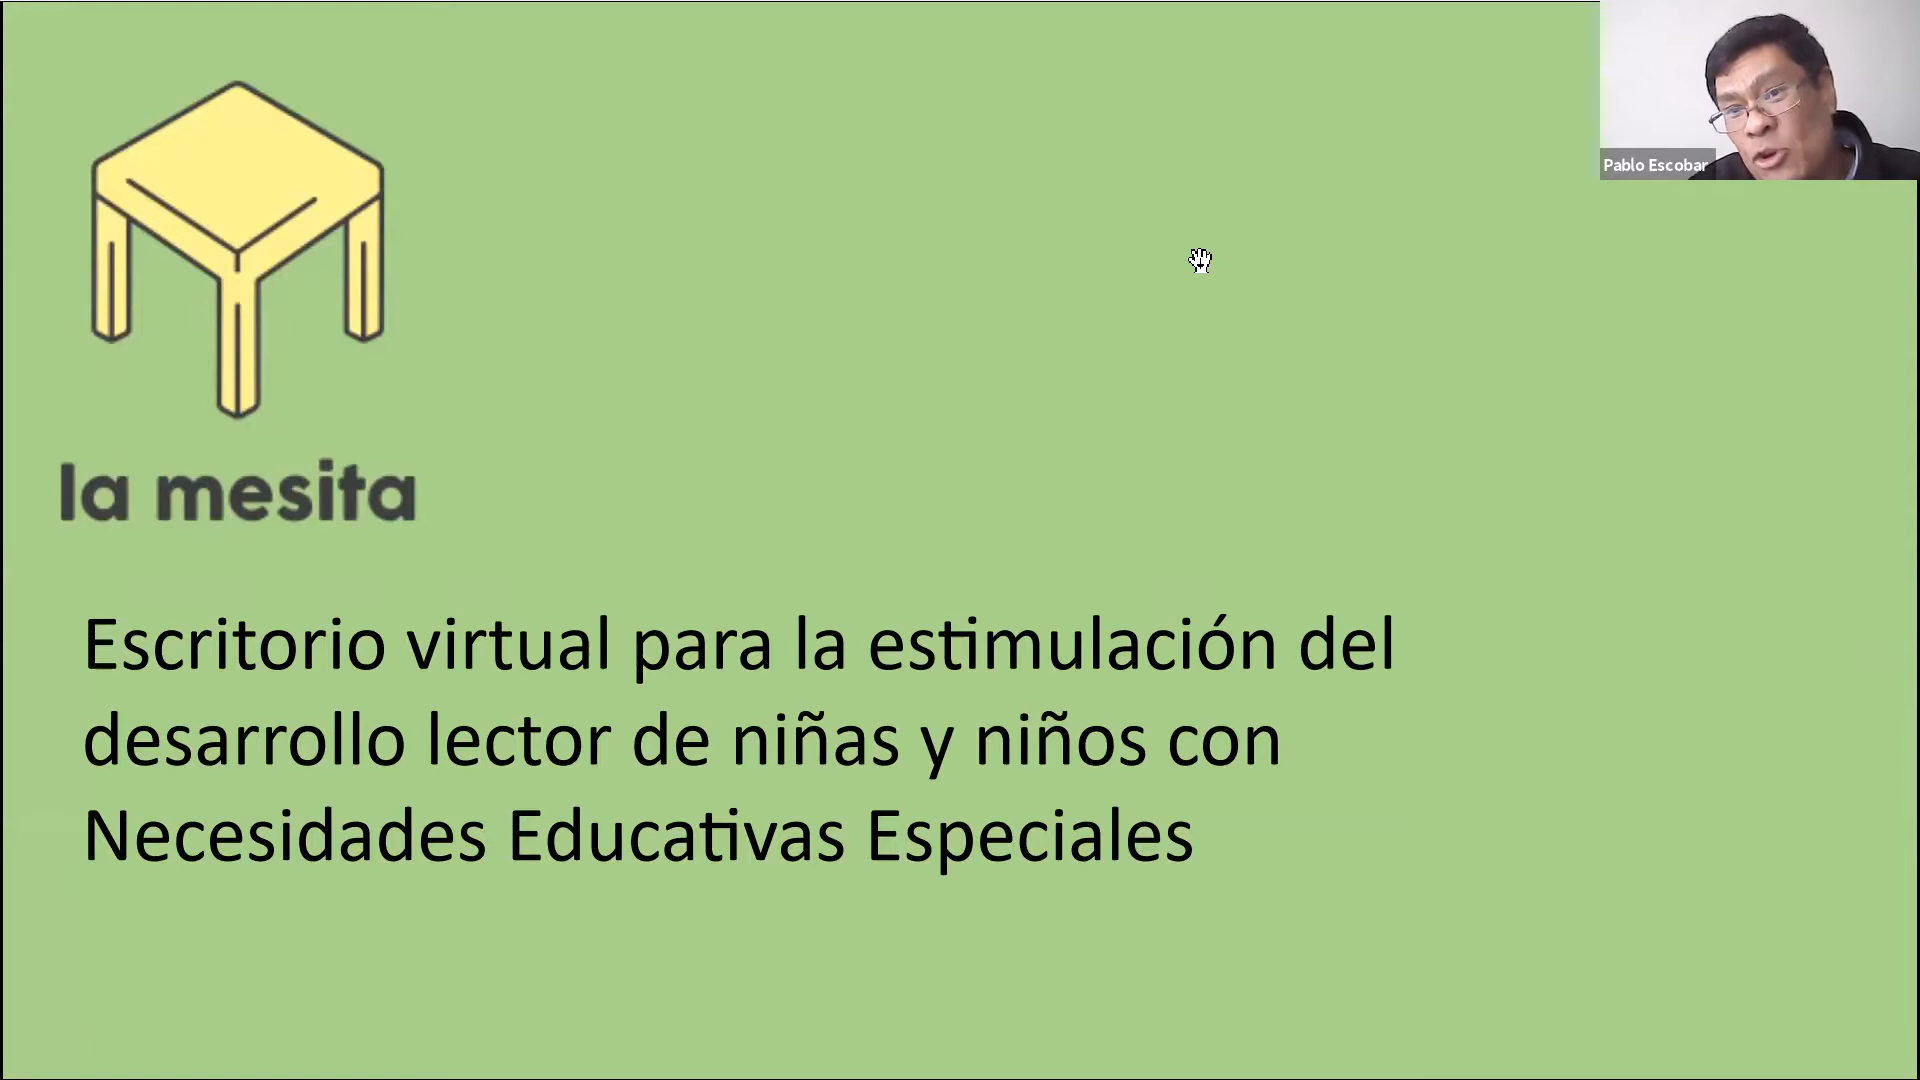 Pablo Escobar
la mesita
Escritorio virtual para la estimulación del
desarrollo lector de niñas y niños con
Necesidades Educativas Especiales